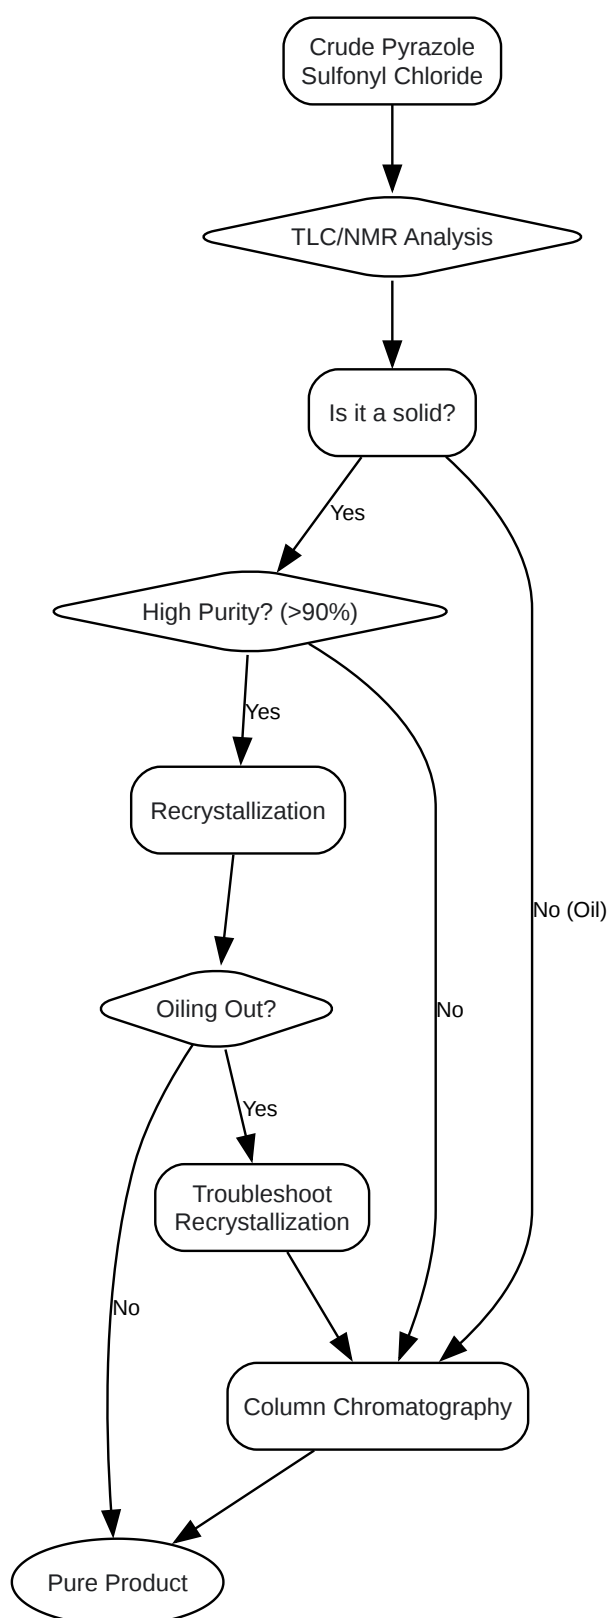 Crude Pyrazole
Sulfonyl Chloride
TLC/NMR Analysis
Is it a solid?
Yes
High Purity? (>90%)
Yes
Recrystallization
No (Oil)
Oiling Out?
No
Yes
Troubleshoot
Recrystallization
No
Column Chromatography
Pure Product